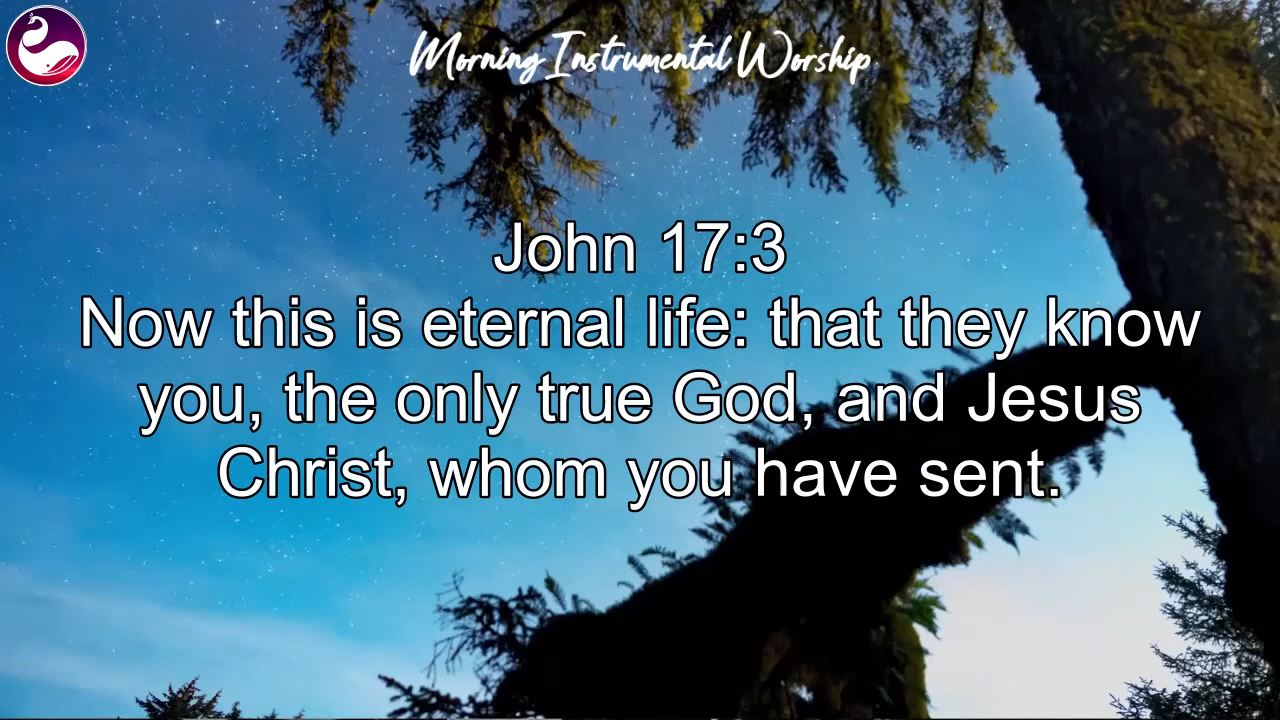 Morning Instrumental Worship
John 17:3
Now this is eternal life: that they know
you, the only true God, and Jesus
Christ, whom you have sent.